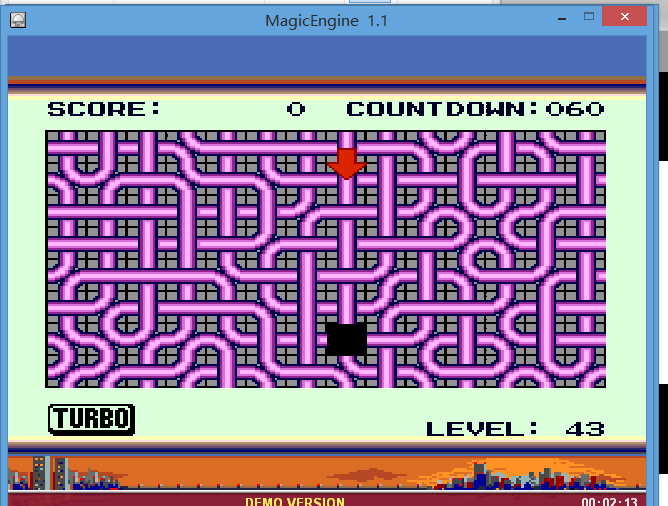 MagicEngine 1.1
SCORE: 0 COUNTDOWN:060
TURBO
LEVEL: 43
DEMO VERSION 00:02:13